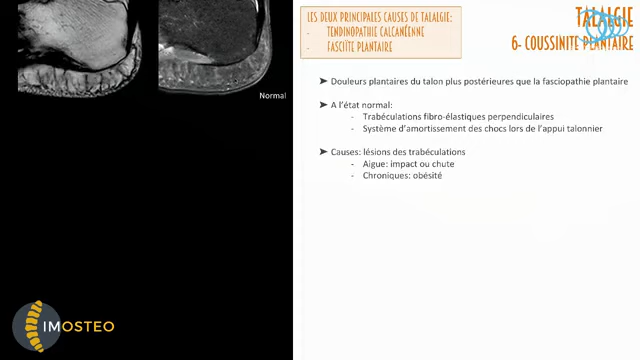 LES DEUX PRINCIPALES CAUSES DE TALALGIE:
- TENDINOPATHIE CALCANÉENNE
- FASCIÏTE PLANTAIRE
TALALGIE
6- COUSSINITE PLANTAIRE
➤ Douleurs plantaires du talon plus postérieures que la fasciopathie plantaire
➤ A l'état normal:
- Trabéculations fibro-élastiques perpendiculaires
- Système d'amortissement des chocs lors de l'appui talonnier
➤ Causes: lésions des trabéculations
- Aigue: impact ou chute
- Chroniques: obésité
Normal
IMOSTEO